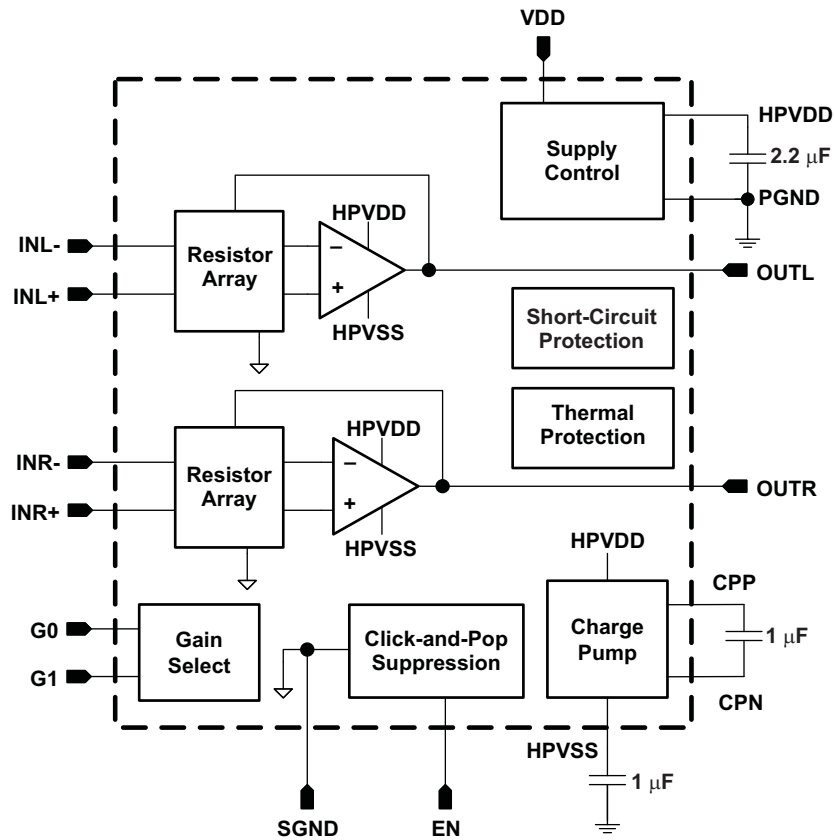 VDD
HPVDD
Supply
Control
2.2 μF
PGND
HPVDD
INL-
Resistor
Array
−
+
INL+
OUTL
HPVSS
Short-Circuit
Protection
HPVDD
Thermal
Protection
INR-
Resistor
Array
−
+
OUTR
INR+
HPVSS
HPVDD
CPP
G0
Gain
Select
Click-and-Pop
Suppression
Charge
Pump
1 μF
G1
CPN
HPVSS
1 μF
SGND
EN